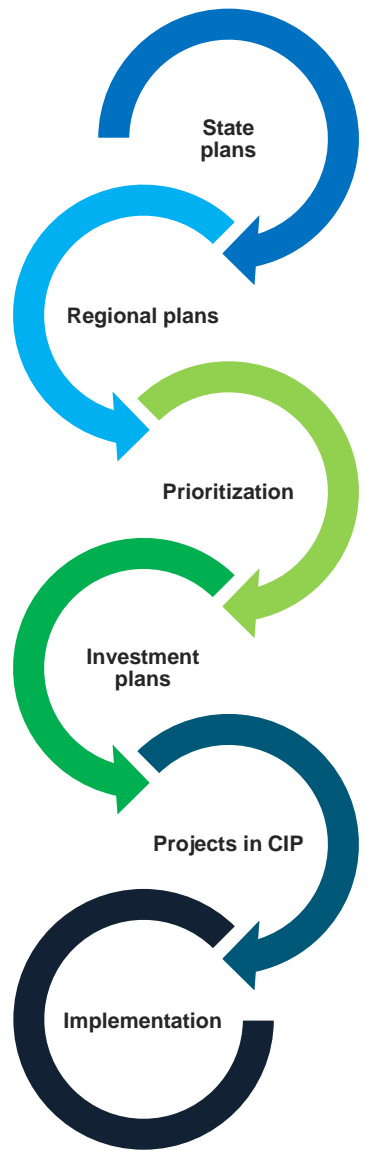 State
plans
Regional plans
Prioritization
Investment
plans
Projects in CIP
Implementation